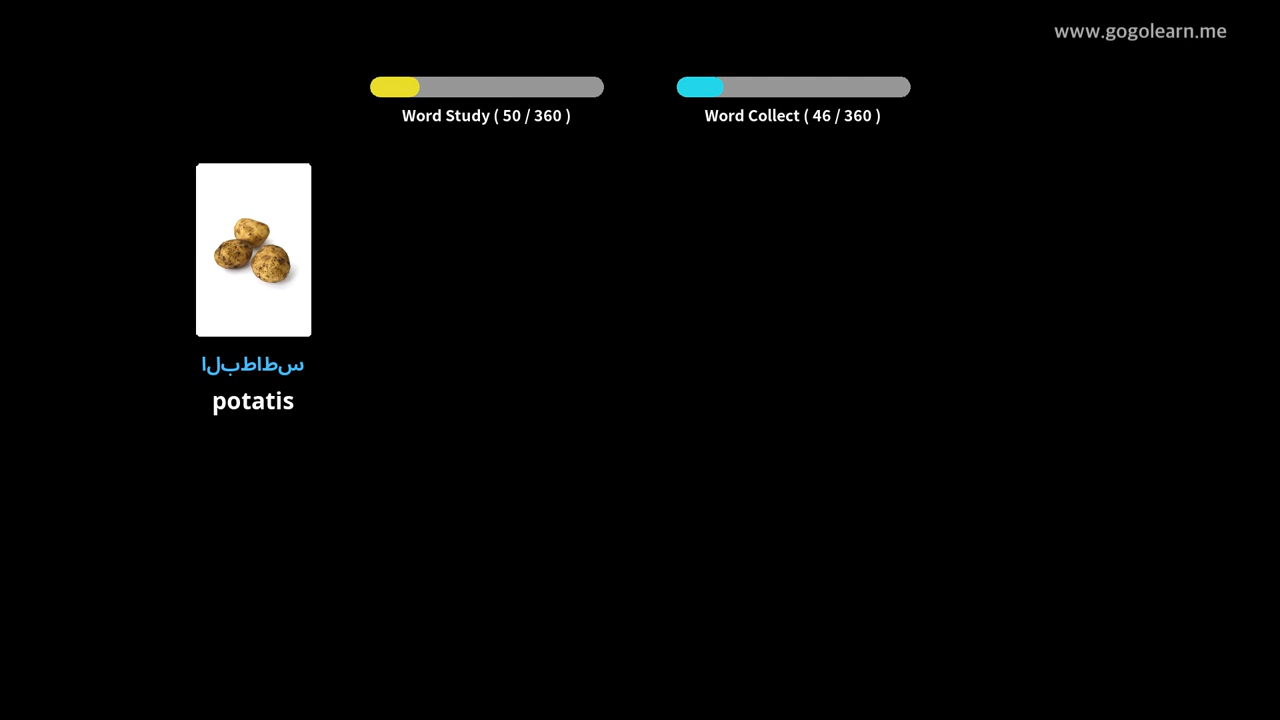 www.gogolearn.me
Word Study ( 50 / 360 )
Word Collect ( 46 / 360 )
البطاطس
potatis